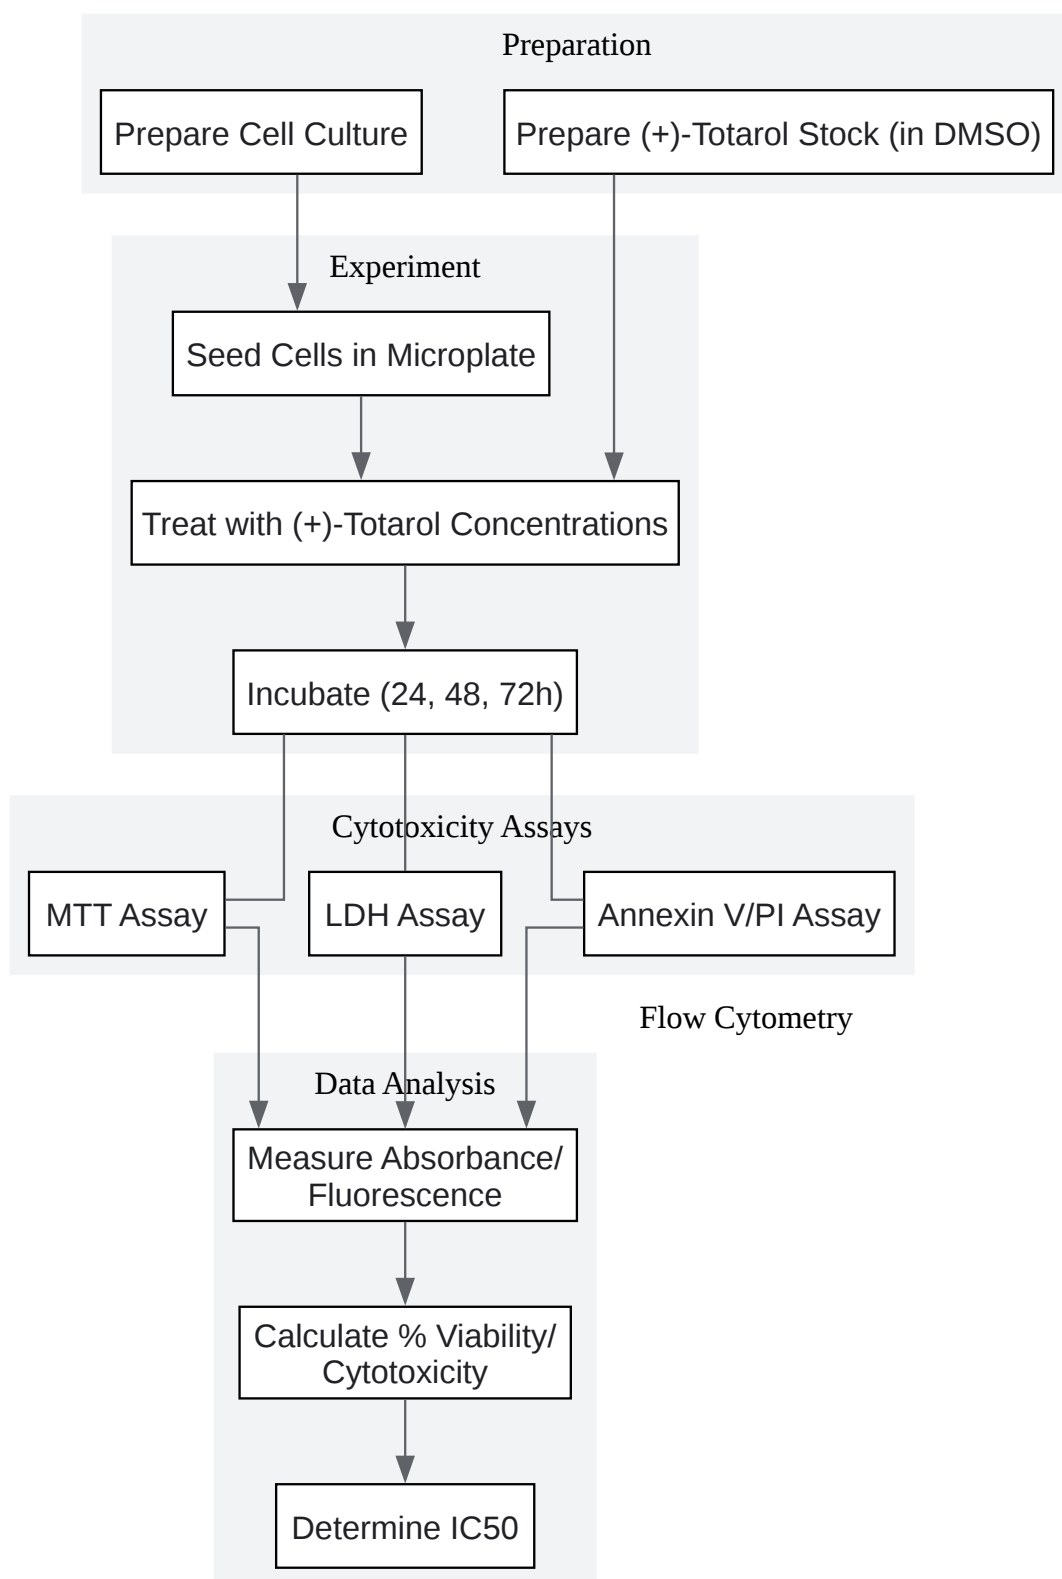 Preparation
Prepare Cell Culture
Prepare (+)-Totarol Stock (in DMSO)
Experiment
Seed Cells in Microplate
Treat with (+)-Totarol Concentrations
Incubate (24, 48, 72h)
Cytotoxicity Assays
MTT Assay
LDH Assay
Annexin V/PI Assay
Flow Cytometry
Data Analysis
Measure Absorbance/
Fluorescence
Calculate % Viability/
Cytotoxicity
Determine IC50